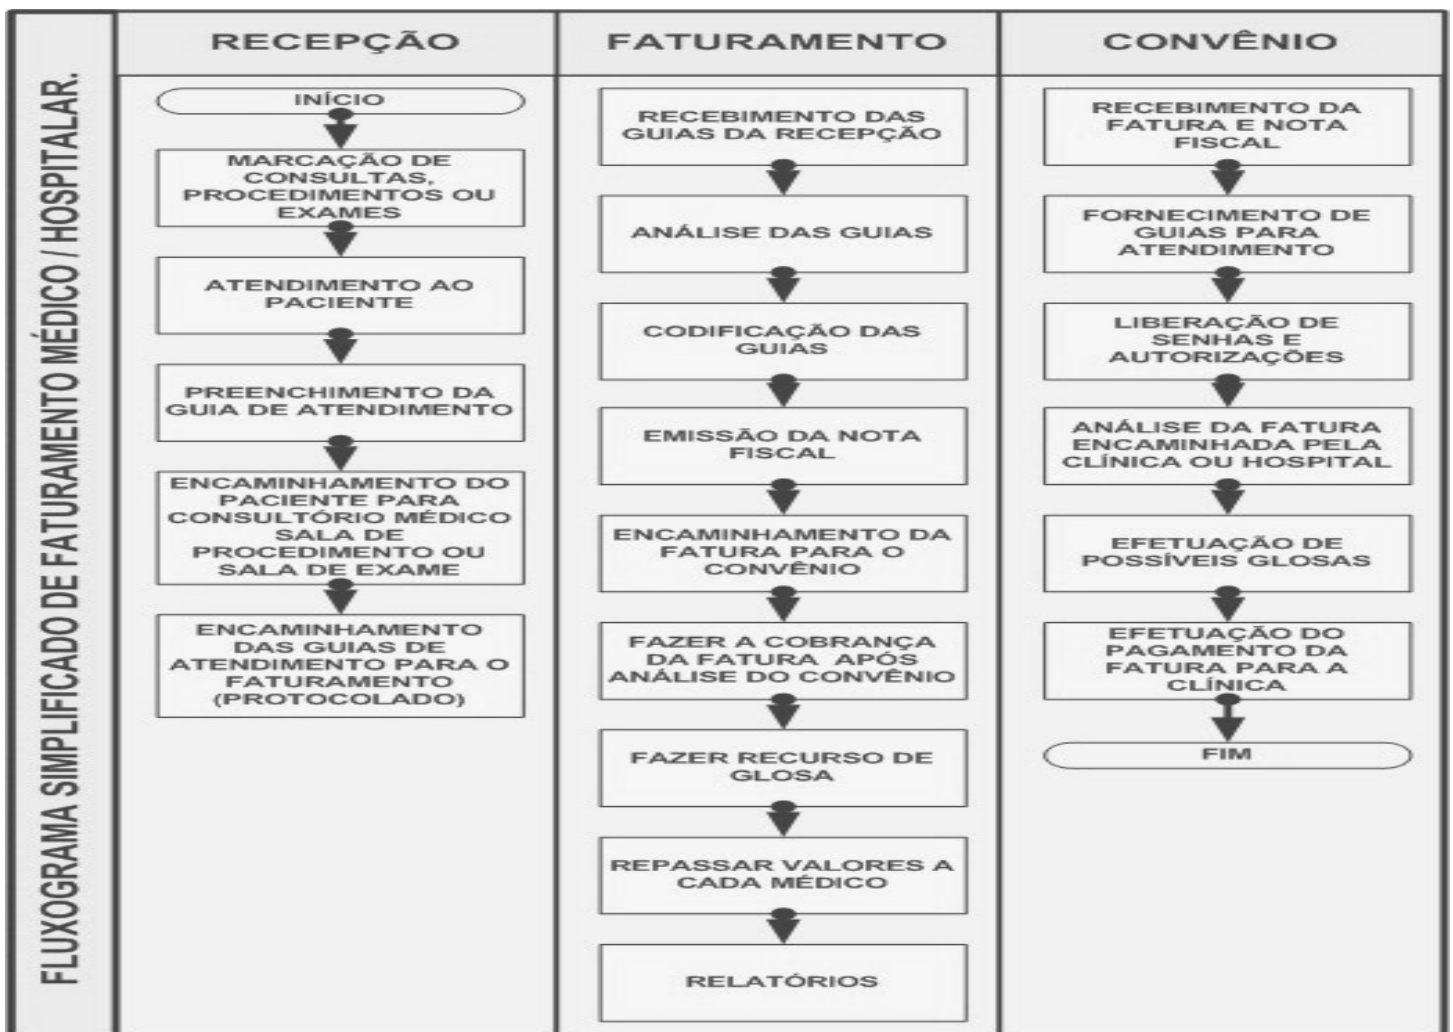 FLUXOGRAMA SIMPLIFICADO DE FATURAMENTO MÉDICO / HOSPITALAR.
RECEPÇÃO
INÍCIO
MARCAÇÃO DE
CONSULTAS,
PROCEDIMENTOS OU
EXAMES
ATENDIMENTO AO
PACIENTE
PREENCHIMENTO DA
GUIA DE ATENDIMENTO
ENCAMINHAMENTO DO
PACIENTE PARA
CONSULTÓRIO MÉDICO
SALA DE
PROCEDIMENTO OU
SALA DE EXAME
ENCAMINHAMENTO
DAS GUIAS DE
ATENDIMENTO PARA O
FATURAMENTO
(PROTOCOLADO)
FATURAMENTO
RECEBIMENTO DAS
GUIAS DA RECEPÇÃO
ANÁLISE DAS GUIAS
CODIFICAÇÃO DAS
GUIAS
EMISSÃO DA NOTA
FISCAL
ENCAMINHAMENTO DA
FATURA PARA O
CONVÊNIO
FAZER A COBRANÇA
DA FATURA APÓS
ANÁLISE DO CONVÊNIO
FAZER RECURSO DE
GLOSA
REPASSAR VALORES A
CADA MÉDICO
RELATÓRIOS
CONVÊNIO
RECEBIMENTO DA
FATURA E NOTA
FISCAL
FORNECIMENTO DE
GUIAS PARA
ATENDIMENTO
LIBERAÇÃO DE
SENHAS E
AUTORIZAÇÕES
ANÁLISE DA FATURA
ENCAMINHADA PELA
CLÍNICA OU HOSPITAL
EFETUAÇÃO DE
POSSÍVEIS GLOSAS
EFETUAÇÃO DO
PAGAMENTO DA
FATURA PARA A
CLÍNICA
FIM